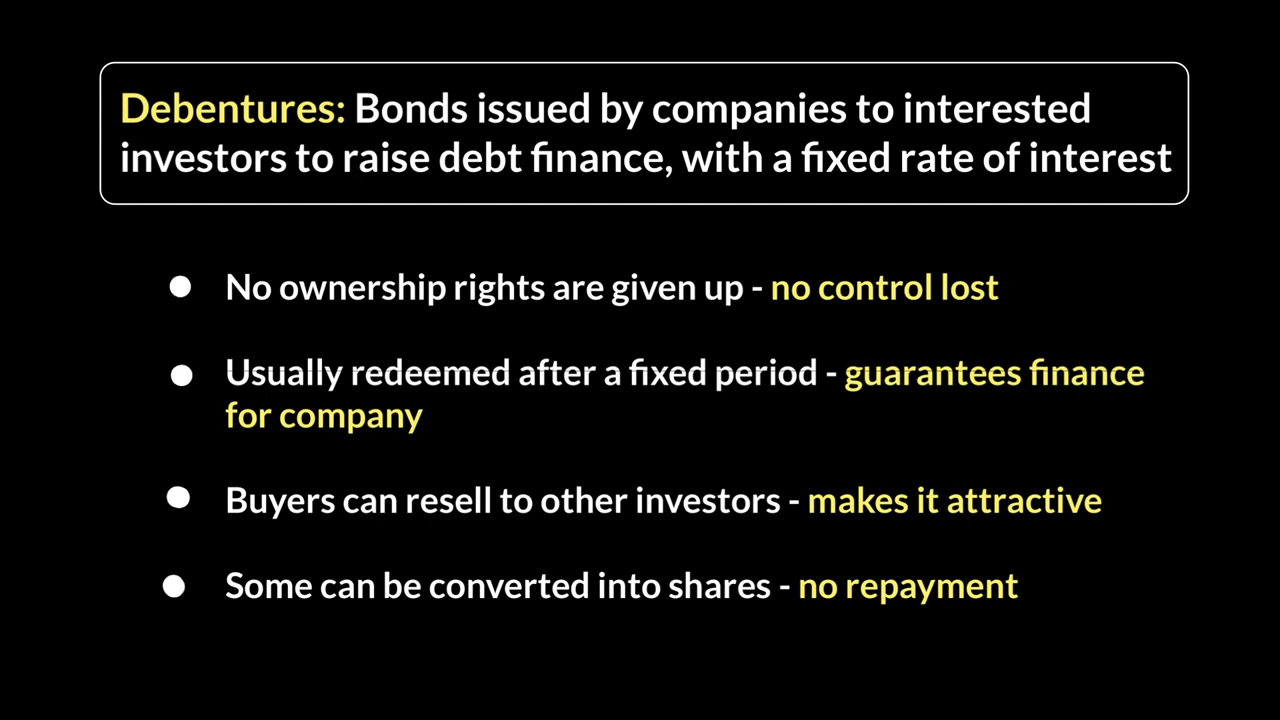 Debentures: Bonds issued by companies to interested
investors to raise debt finance, with a fixed rate of interest
No ownership rights are given up - no control lost
Usually redeemed after a fixed period - guarantees finance
for company
Buyers can resell to other investors - makes it attractive
Some can be converted into shares - no repayment